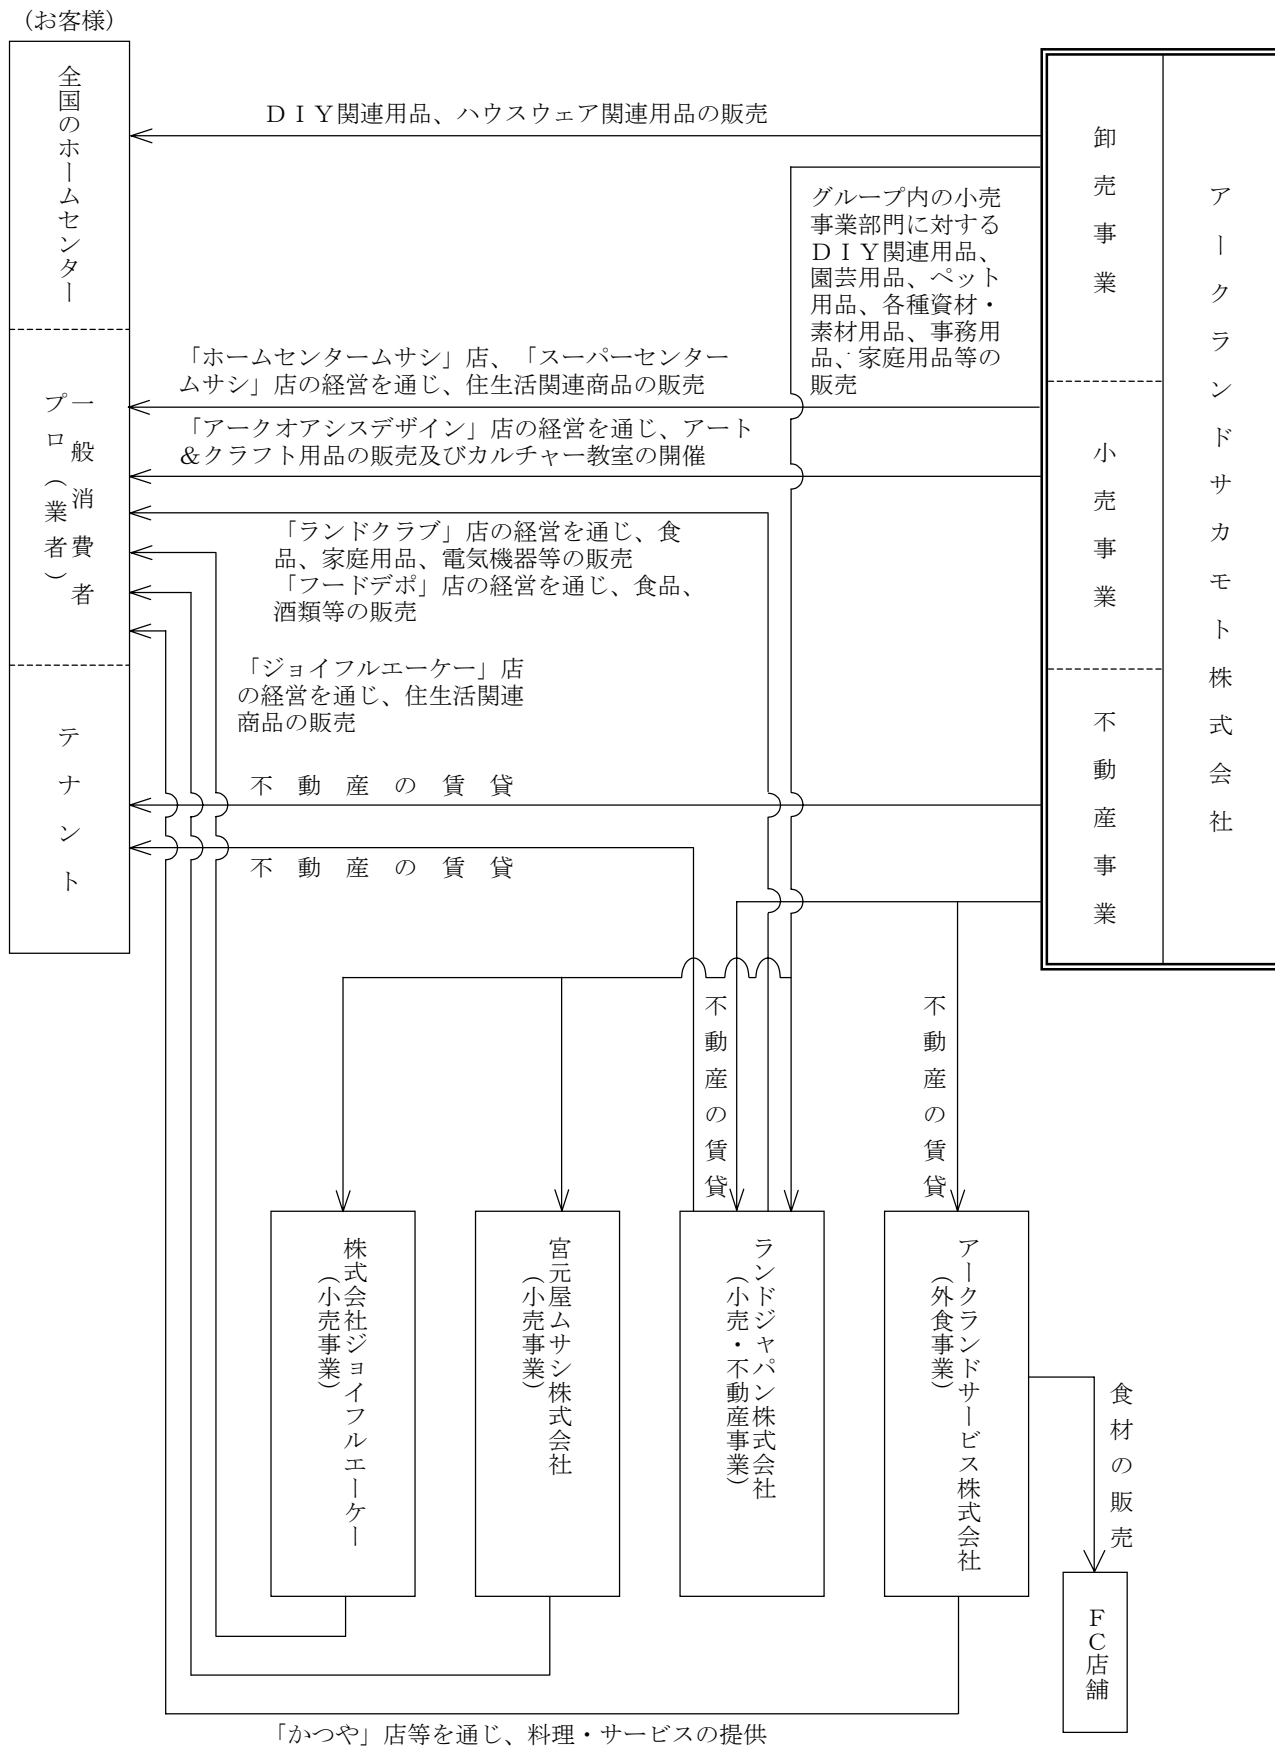 (お客様)
全国のホームセンター
一般消費者
プロ(業者)
テナント
ＤＩＹ関連用品、ハウスウェア関連用品の販売
グループ内の小売
事業部門に対する
ＤＩＹ関連用品、
園芸用品、ペット
用品、各種資材・
素材用品、事務用
品、家庭用品等の
販売
「ホームセンタームサシ」店、「スーパーセンター
ムサシ」店の経営を通じ、住生活関連商品の販売
「アークオアシスデザイン」店の経営を通じ、アート
＆クラフト用品の販売及びカルチャー教室の開催
「ランドクラブ」店の経営を通じ、食
品、家庭用品、電気機器等の販売
「フードデポ」店の経営を通じ、食品、
酒類等の販売
「ジョイフルエーケー」店
の経営を通じ、住生活関連
商品の販売
不動産の賃貸
不動産の賃貸
アークランドサカモト株式会社
卸売事業
小売事業
不動産事業
不動産の賃貸
不動産の賃貸
アークランドサービス株式会社
(外食事業)
ランドジャパン株式会社
(小売・不動産事業)
宮元屋ムサシ株式会社
(小売事業)
株式会社ジョイフルエーケー
(小売事業)
食材の販売
ＦＣ店舗
「かつや」店等を通じ、料理・サービスの提供